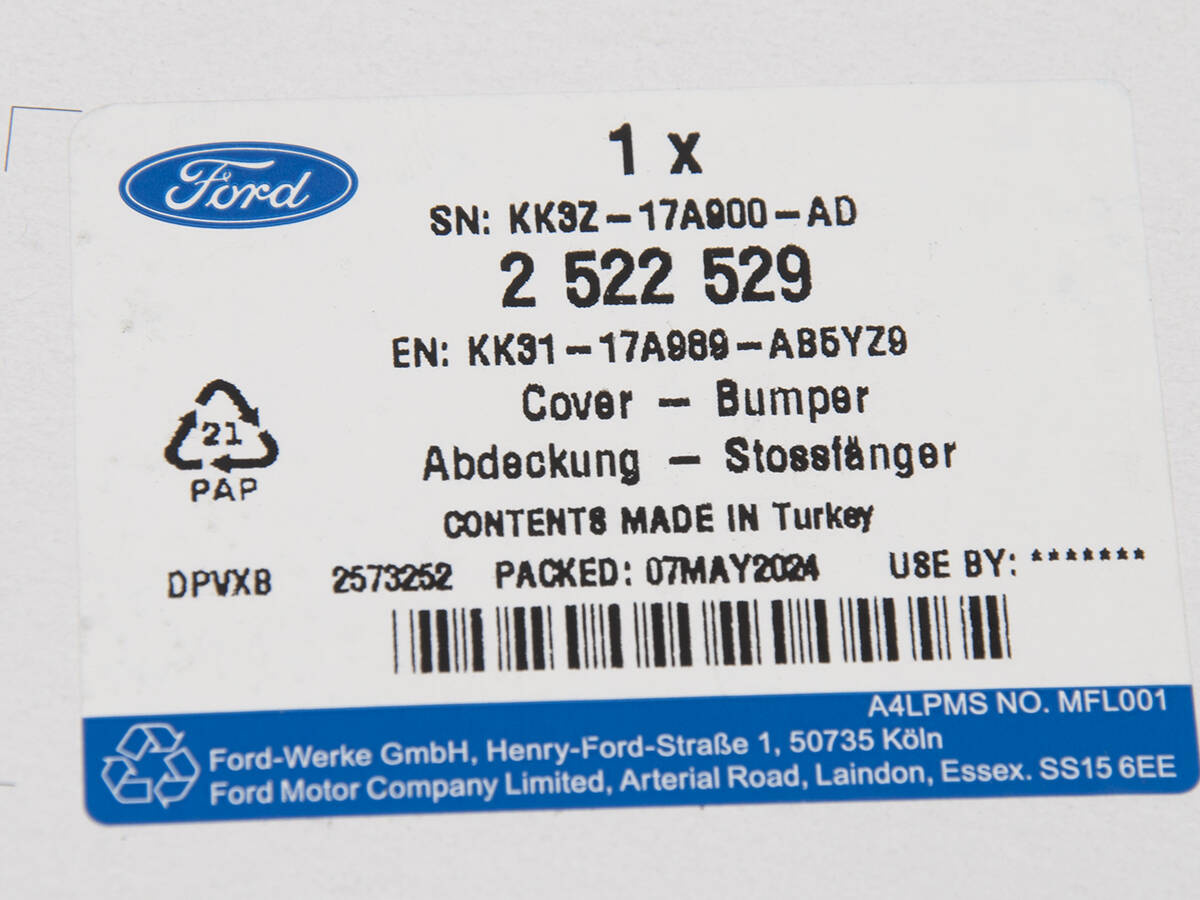 Ford
1 x
SN: KK3Z-17A900-AD
2 522 529
EN: KK31-17A989-AB5YZ9
Cover - Bumper
Abdeckung - Stossfänger
21
PAP
CONTENTS MADE IN Turkey
DPVXB 2573252 PACKED: 07MAY2024 USE BY: *******
A4LPMS NO. MFL001
Ford-Werke GmbH, Henry-Ford-Straße 1, 50735 Köln
Ford Motor Company Limited, Arterial Road, Laindon, Essex. SS15 6EE